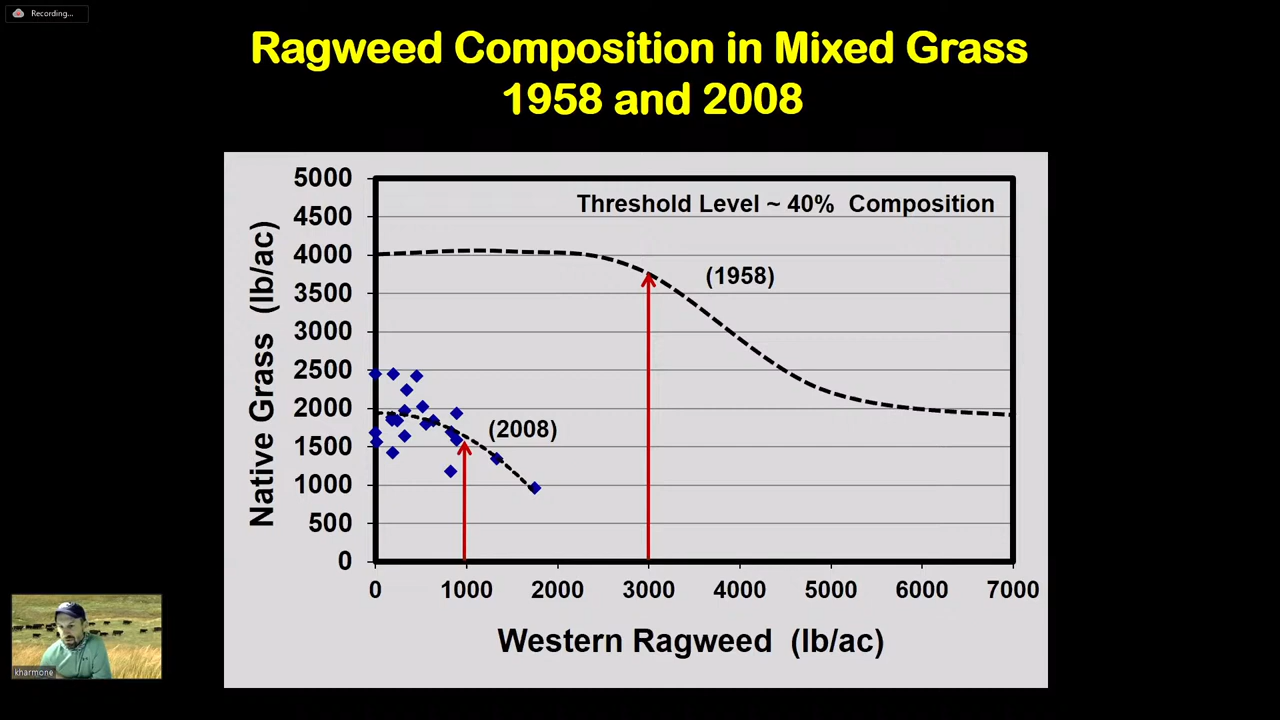 Recording...
Ragweed Composition in Mixed Grass
1958 and 2008
Threshold Level ~ 40% Composition
5000
4500
4000
3500
3000
2500
2000
1500
1000
500
0
Native Grass (lb/ac)
(1958)
(2008)
0 1000 2000 3000 4000 5000 6000 7000
Western Ragweed (lb/ac)
kharmone